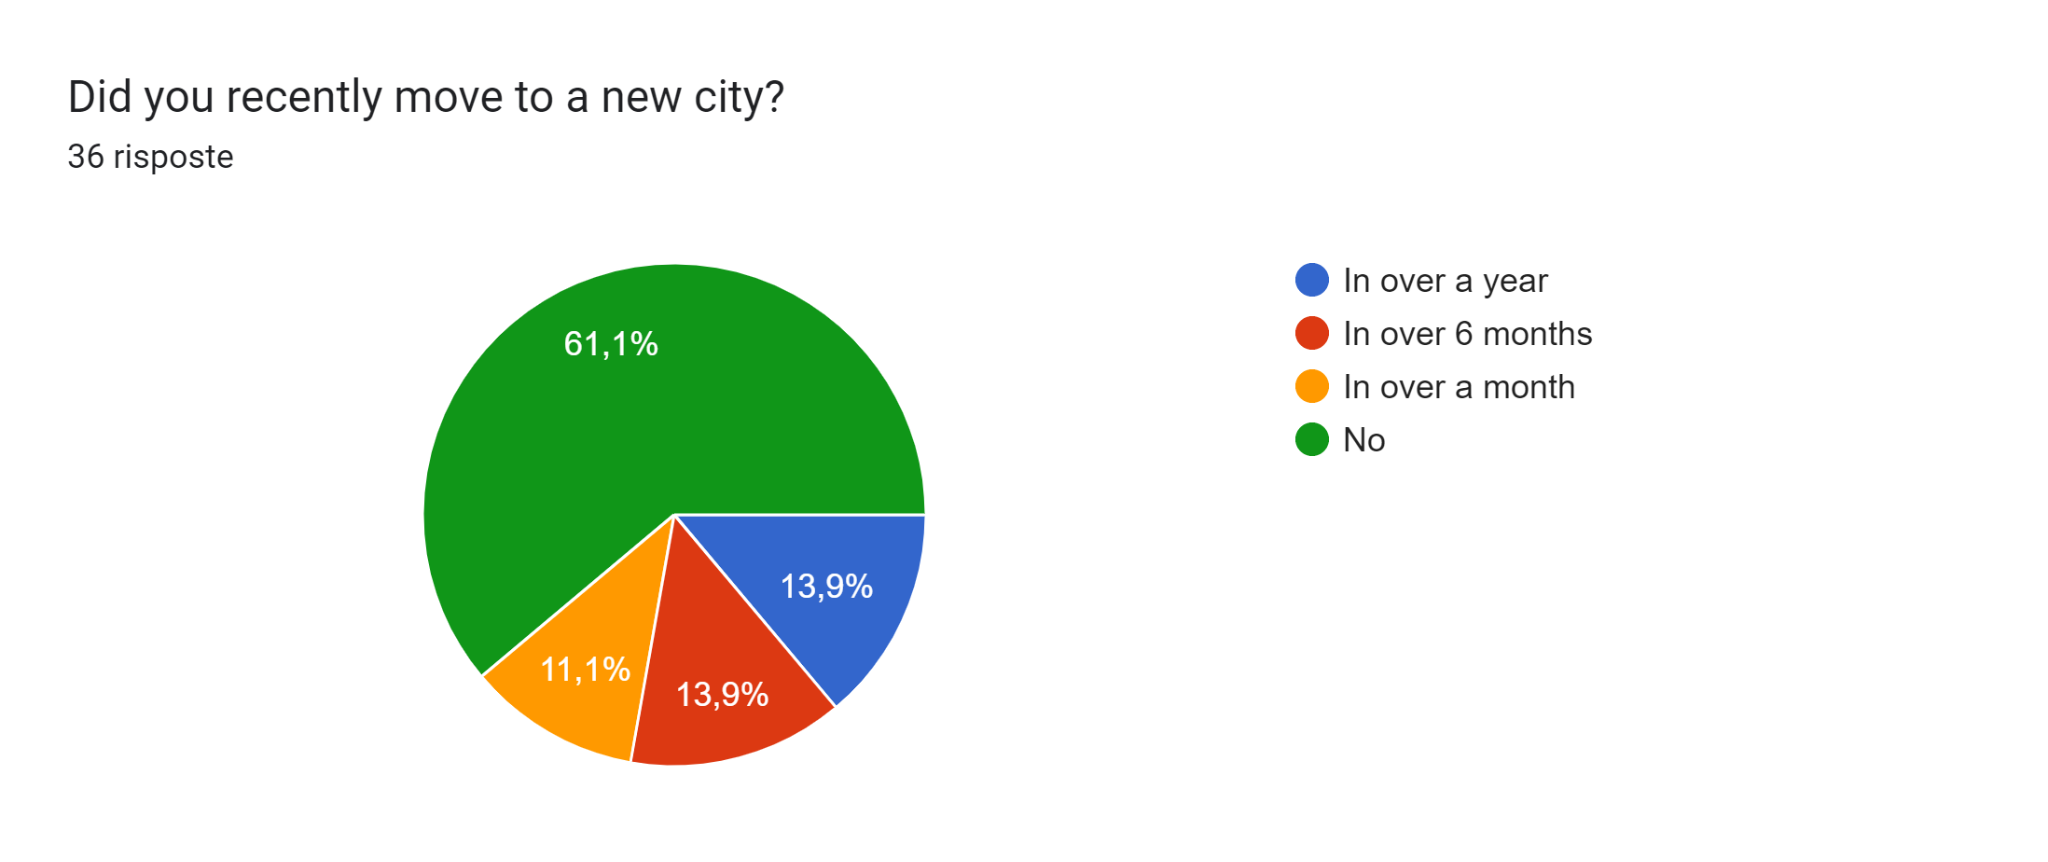 Did you recently move to a new city?
36 risposte
61,1%
13,9%
11,1%
13,9%
In over a year
In over 6 months
In over a month
No